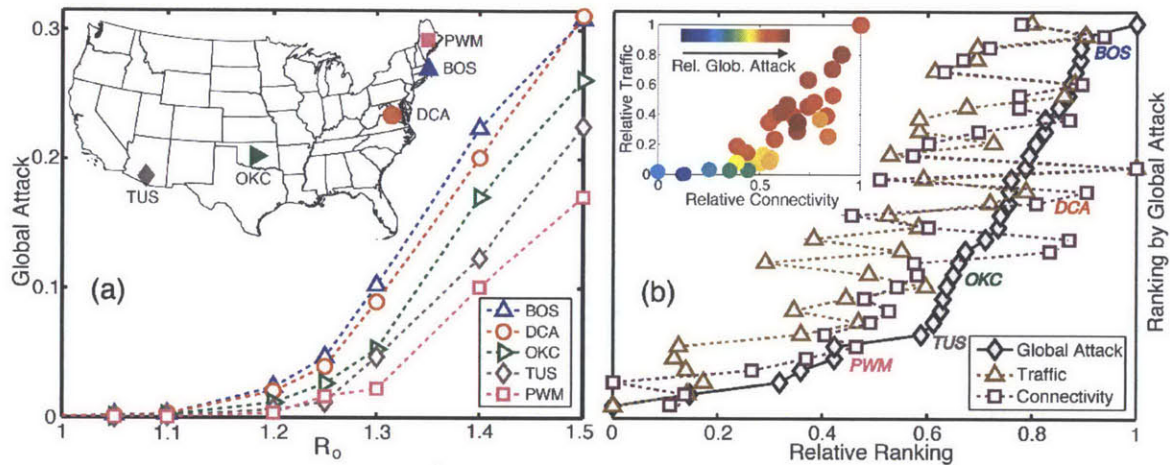 0.3
0.2
0.1
0
Global Attack
PWM
BOS
DCA
OKC
TUS
(a)
BOS
DCA
OKC
TUS
PWM
1
1.1
1.2
1.3
1.4
1.5
R₀
1
0.8
0.6
0.4
0.2
0
Relative Traffic
Rel. Glob. Attack
0
0.5
1
Relative Connectivity
BOS
DCA
OKC
TUS
PWM
(b)
Global Attack
Traffic
Connectivity
0
0.2
0.4
0.6
0.8
1
Relative Ranking
Ranking by Global Attack